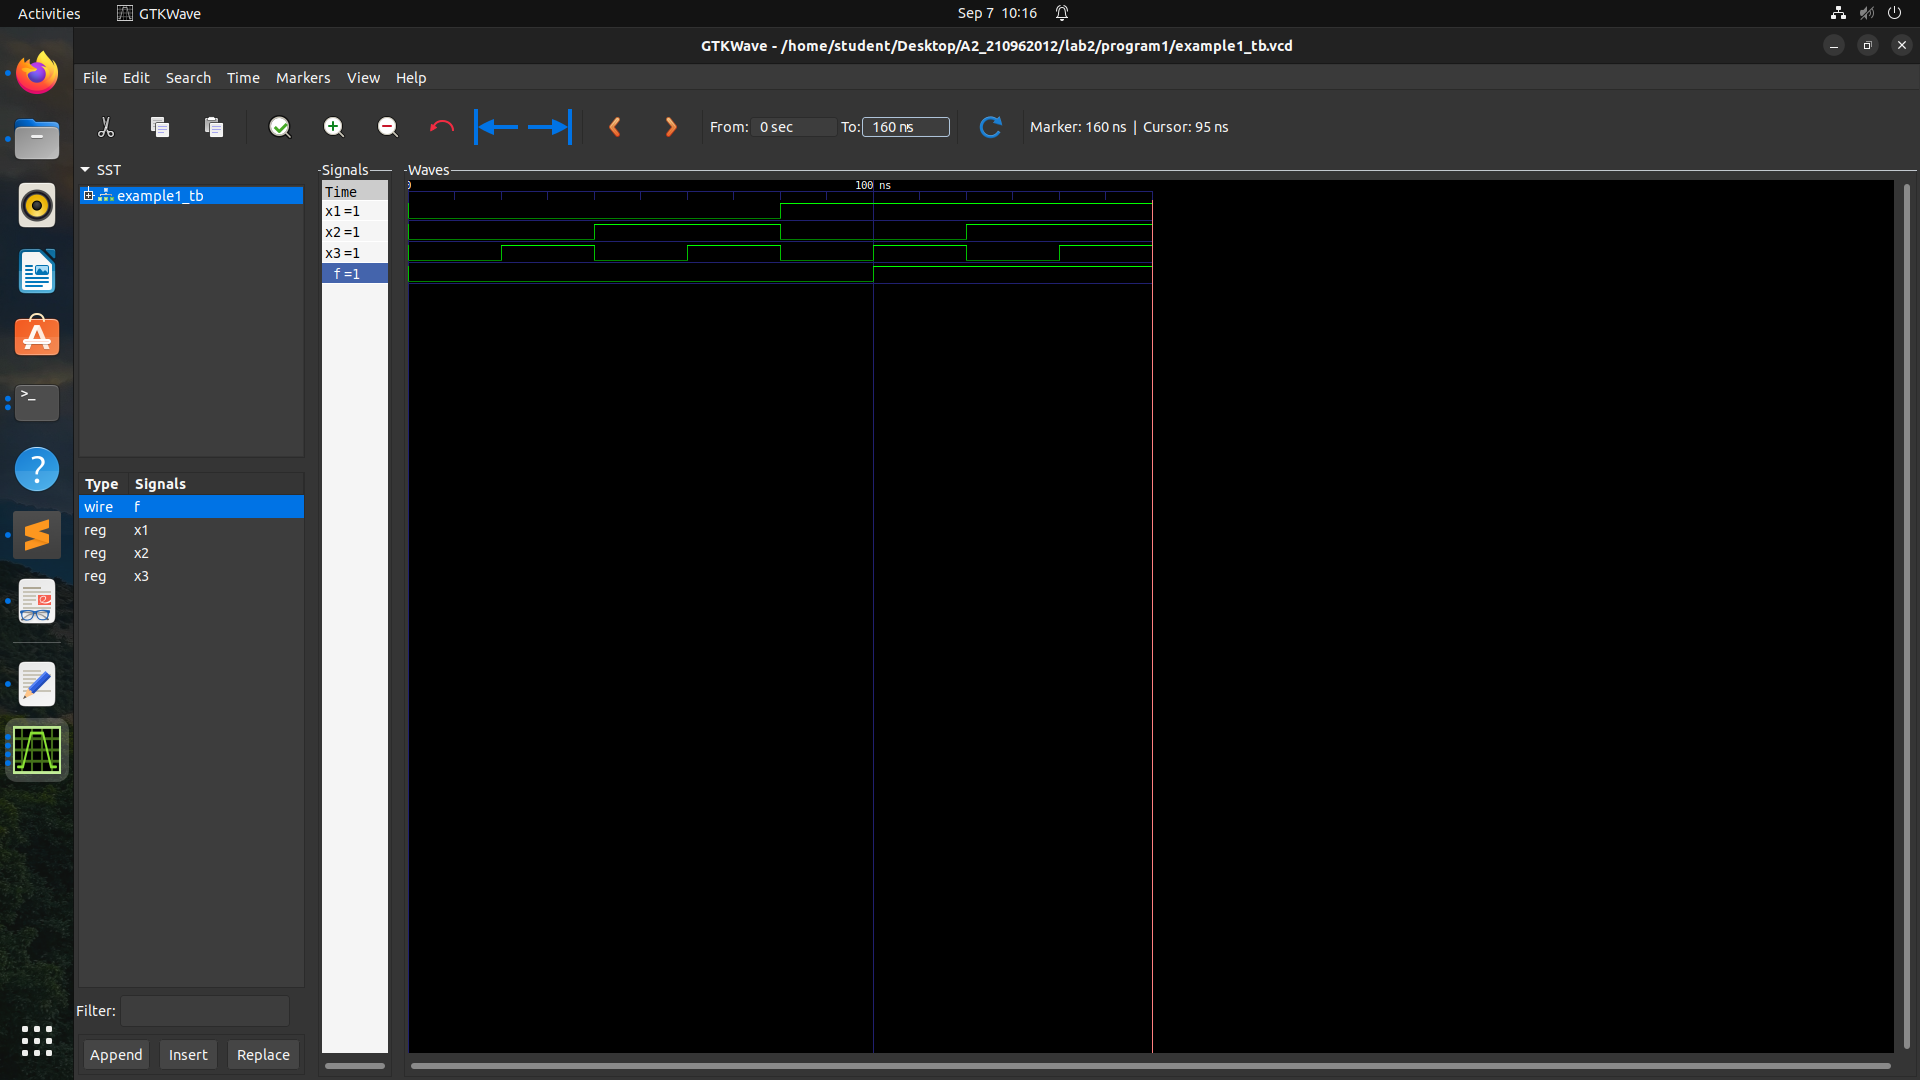 Activities GTKWave Sep 7 10:16
GTKWave - /home/student/Desktop/A2_210962012/lab2/program1/example1_tb.vcd
File Edit Search Time Markers View Help
From: 0 sec To: 160 ns Marker: 160 ns | Cursor: 95 ns
SST
example1_tb
Type Signals
wire f
reg x1
reg x2
reg x3
Filter:
Append Insert Replace
Signals
Time
x1=1
x2=1
x3=1
f=1
Waves
0 100 ns